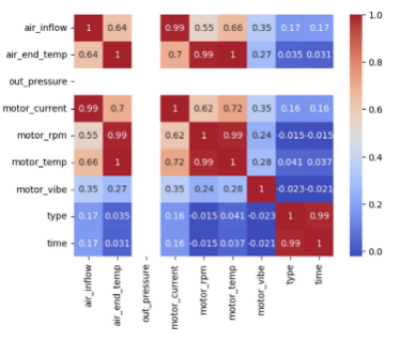 air_inflow 1 0.64 0.99 0.55 0.66 0.35 0.17 0.17
air_end_temp 0.64 1 0.7 0.99 1 0.27 0.035 0.031
out_pressure
motor_current 0.99 0.7 1 0.62 0.72 0.35 0.16 0.16
motor_rpm 0.55 0.99 0.62 1 0.99 0.24 -0.015 -0.015
motor_temp 0.66 1 0.72 0.99 1 0.28 0.041 0.037
motor_vibe 0.35 0.27 0.35 0.24 0.28 1 -0.023 -0.021
type 0.17 0.035 0.16 -0.015 0.041 -0.023 1 0.99
time 0.17 0.031 0.16 -0.015 0.037 -0.021 0.99 1
air_inflow air_end_temp out_pressure motor_current motor_rpm motor_temp motor_vibe type time
1.0
0.8
0.6
0.4
0.2
0.0